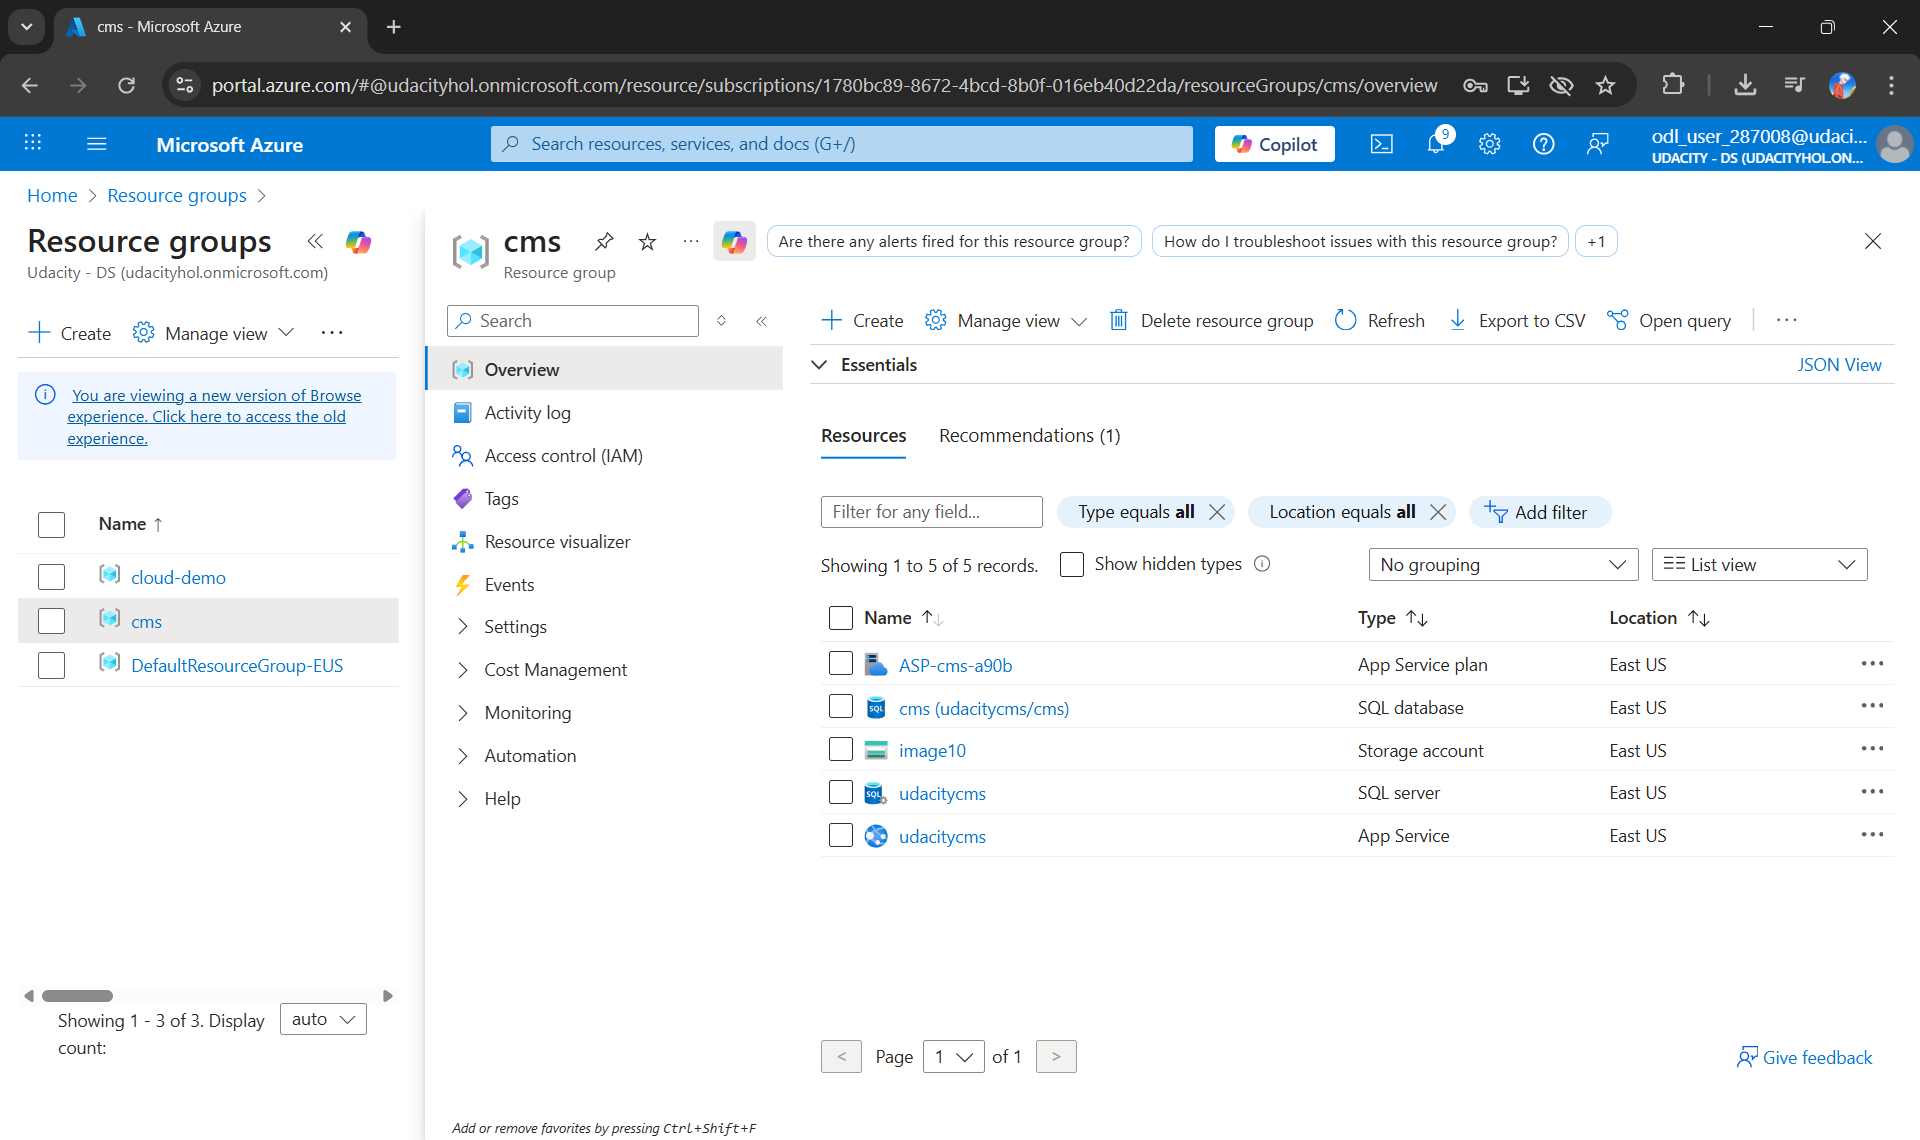 cms - Microsoft Azure
portal.azure.com/#@udacityhol.onmicrosoft.com/resource/subscriptions/1780bc89-8672-4bcd-8b0f-016eb40d22da/resourceGroups/cms/overview
Microsoft Azure
Search resources, services, and docs (G+/)
Copilot
9
odl_user_287008@udaci...
UDACITY - DS (UDACITYHOL.ON...
Home > Resource groups >
Resource groups
Udacity - DS (udacityhol.onmicrosoft.com)
Create
Manage view
You are viewing a new version of Browse
experience. Click here to access the old
experience.
Name ↑
cloud-demo
cms
DefaultResourceGroup-EUS
Showing 1 - 3 of 3. Display
count:
auto
cms
Resource group
Are there any alerts fired for this resource group?
How do I troubleshoot issues with this resource group?
+1
Search
Overview
Activity log
Access control (IAM)
Tags
Resource visualizer
Events
Settings
Cost Management
Monitoring
Automation
Help
Add or remove favorites by pressing Ctrl+Shift+F
Create
Manage view
Delete resource group
Refresh
Export to CSV
Open query
Essentials
JSON View
Resources
Recommendations (1)
Filter for any field...
Type equals all
Location equals all
Add filter
Showing 1 to 5 of 5 records.
Show hidden types
No grouping
List view
Name ↑↓ Type ↑↓ Location ↑↓
ASP-cms-a90b App Service plan East US
cms (udacitycms/cms) SQL database East US
image10 Storage account East US
udacitycms SQL server East US
udacitycms App Service East US
< Page 1 of 1 >
Give feedback